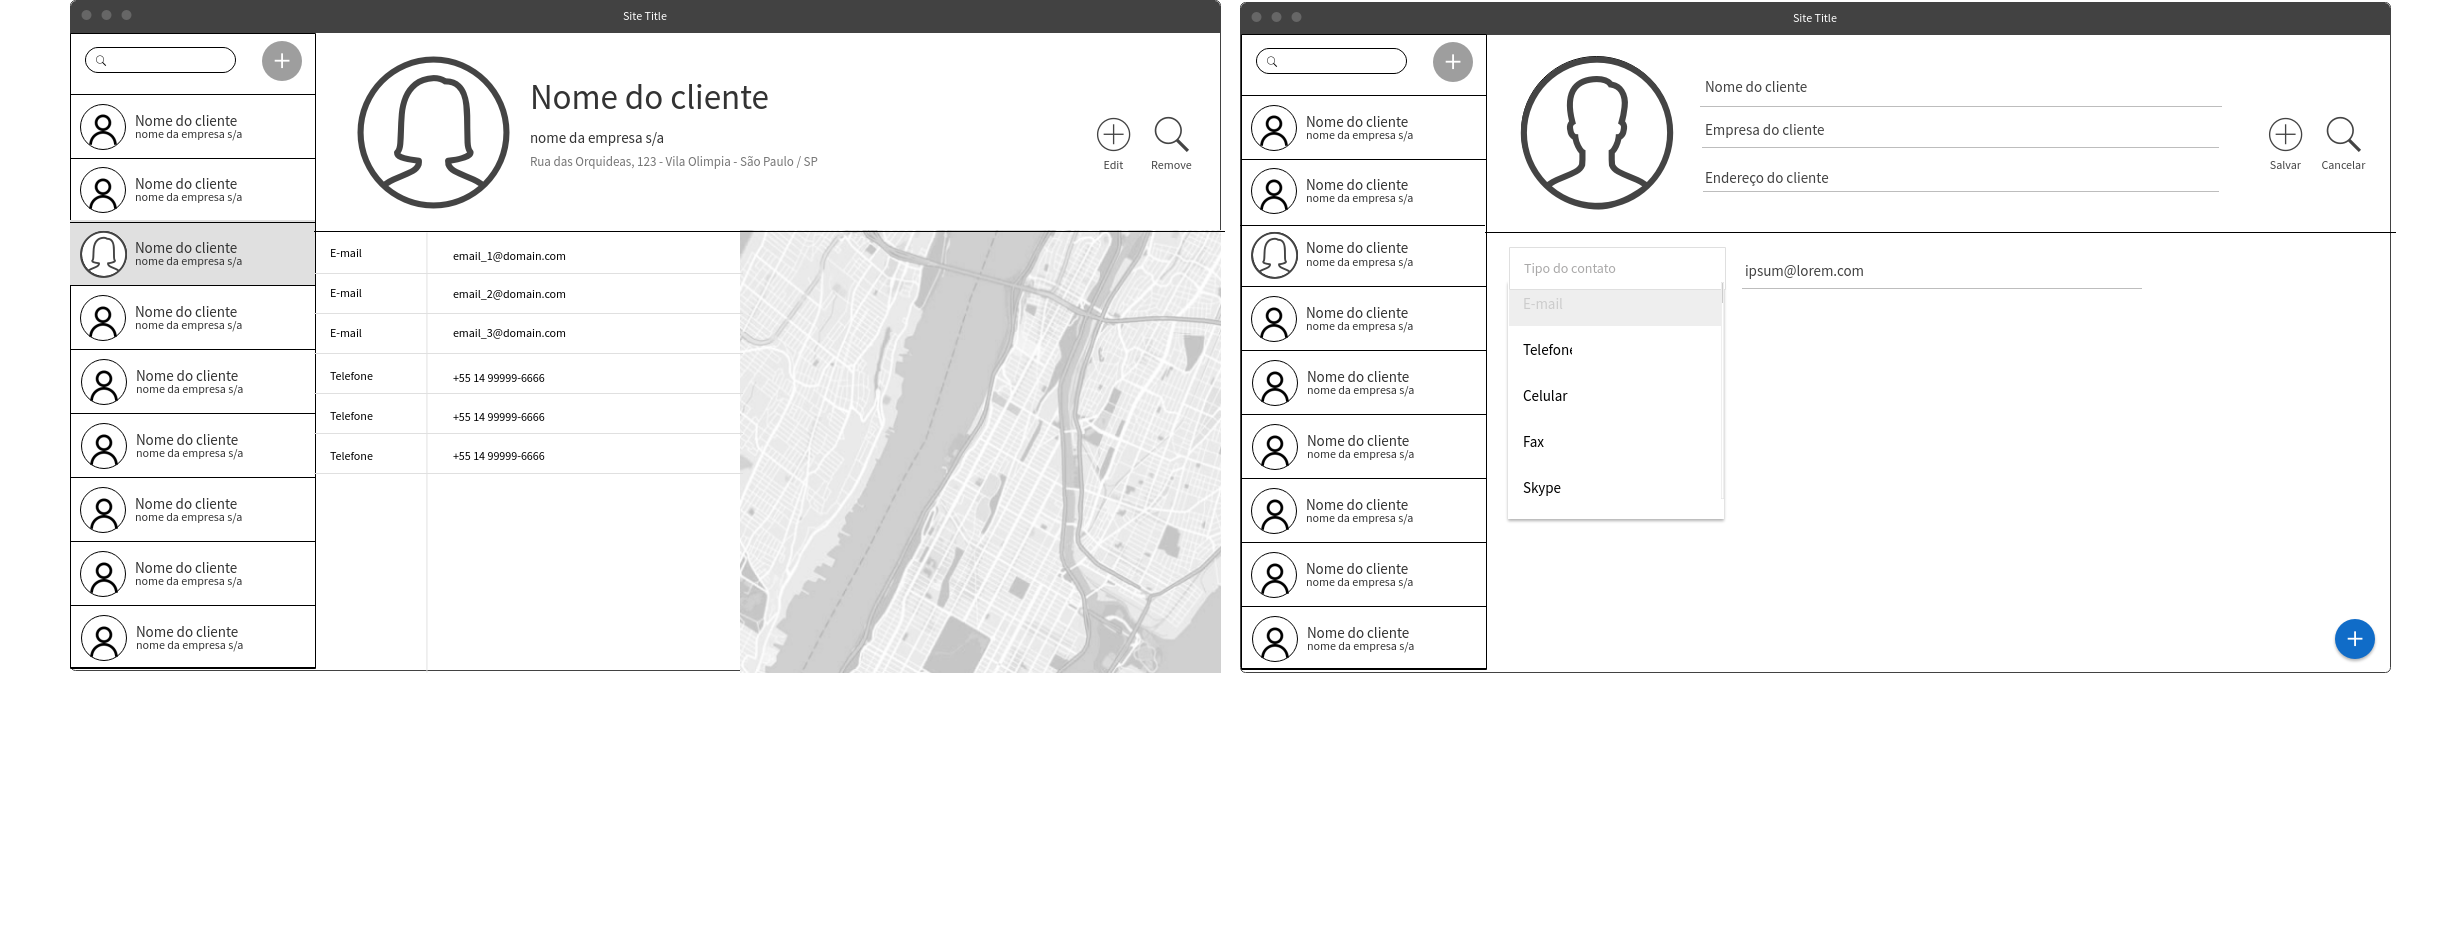 Site Title
Nome do cliente
nome da empresa s/a
Nome do cliente
nome da empresa s/a
Nome do cliente
nome da empresa s/a
Nome do cliente
nome da empresa s/a
Nome do cliente
nome da empresa s/a
Nome do cliente
nome da empresa s/a
Nome do cliente
nome da empresa s/a
Nome do cliente
nome da empresa s/a
Nome do cliente
nome da empresa s/a
Nome do cliente
nome da empresa s/a
Rua das Orquideas, 123 - Vila Olimpia - São Paulo / SP
Edit
Remove
E-mail email_1@domain.com
E-mail email_2@domain.com
E-mail email_3@domain.com
Telefone +55 14 99999-6666
Telefone +55 14 99999-6666
Telefone +55 14 99999-6666
Site Title
Nome do cliente
nome da empresa s/a
Nome do cliente
nome da empresa s/a
Nome do cliente
nome da empresa s/a
Nome do cliente
nome da empresa s/a
Nome do cliente
nome da empresa s/a
Nome do cliente
nome da empresa s/a
Nome do cliente
nome da empresa s/a
Nome do cliente
nome da empresa s/a
Nome do cliente
nome da empresa s/a
Nome do cliente
Empresa do cliente
Endereço do cliente
Salvar
Cancelar
Tipo do contato
ipsum@lorem.com
E-mail
Telefone
Celular
Fax
Skype